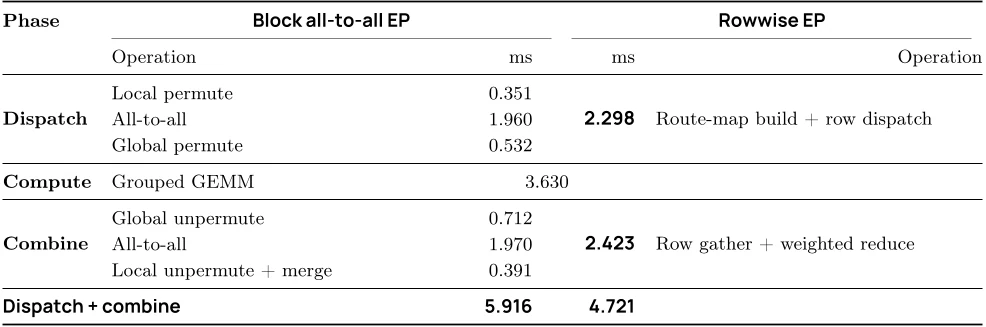 Phase Block all-to-all EP Rowwise EP
Operation ms ms Operation
Local permute 0.351
Dispatch All-to-all 1.960 2.298 Route-map build + row dispatch
Global permute 0.532
Compute Grouped GEMM 3.630
Global unpermute 0.712
Combine All-to-all 1.970 2.423 Row gather + weighted reduce
Local unpermute + merge 0.391
Dispatch + combine 5.916 4.721